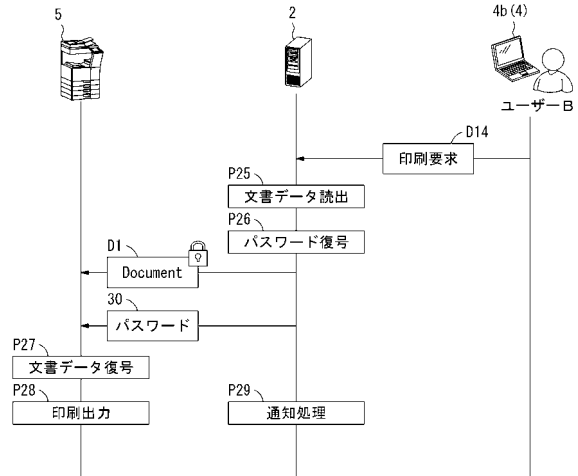 5
2
4b(4)
ユーザーB
D14
印刷要求
P25
文書データ読出
P26
パスワード復号
D1
Document
30
パスワード
P27
文書データ復号
P28
印刷出力
P29
通知処理